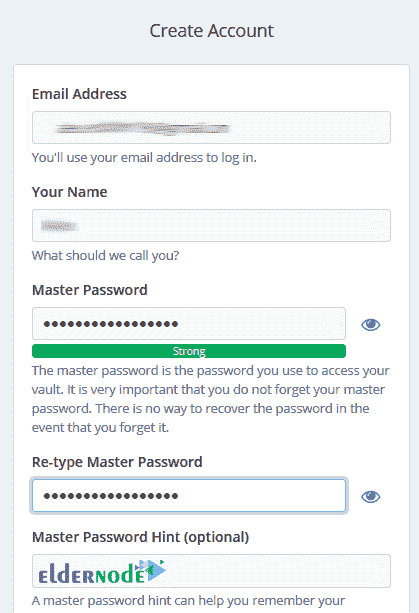 Create Account
Email Address
You'll use your email address to log in.
Your Name
What should we call you?
Master Password
•••••••••••••••••
Strong
The master password is the password you use to access your
vault. It is very important that you do not forget your master
password. There is no way to recover the password in the
event that you forget it.
Re-type Master Password
•••••••••••••••••
Master Password Hint (optional)
eldernode
A master password hint can help you remember your